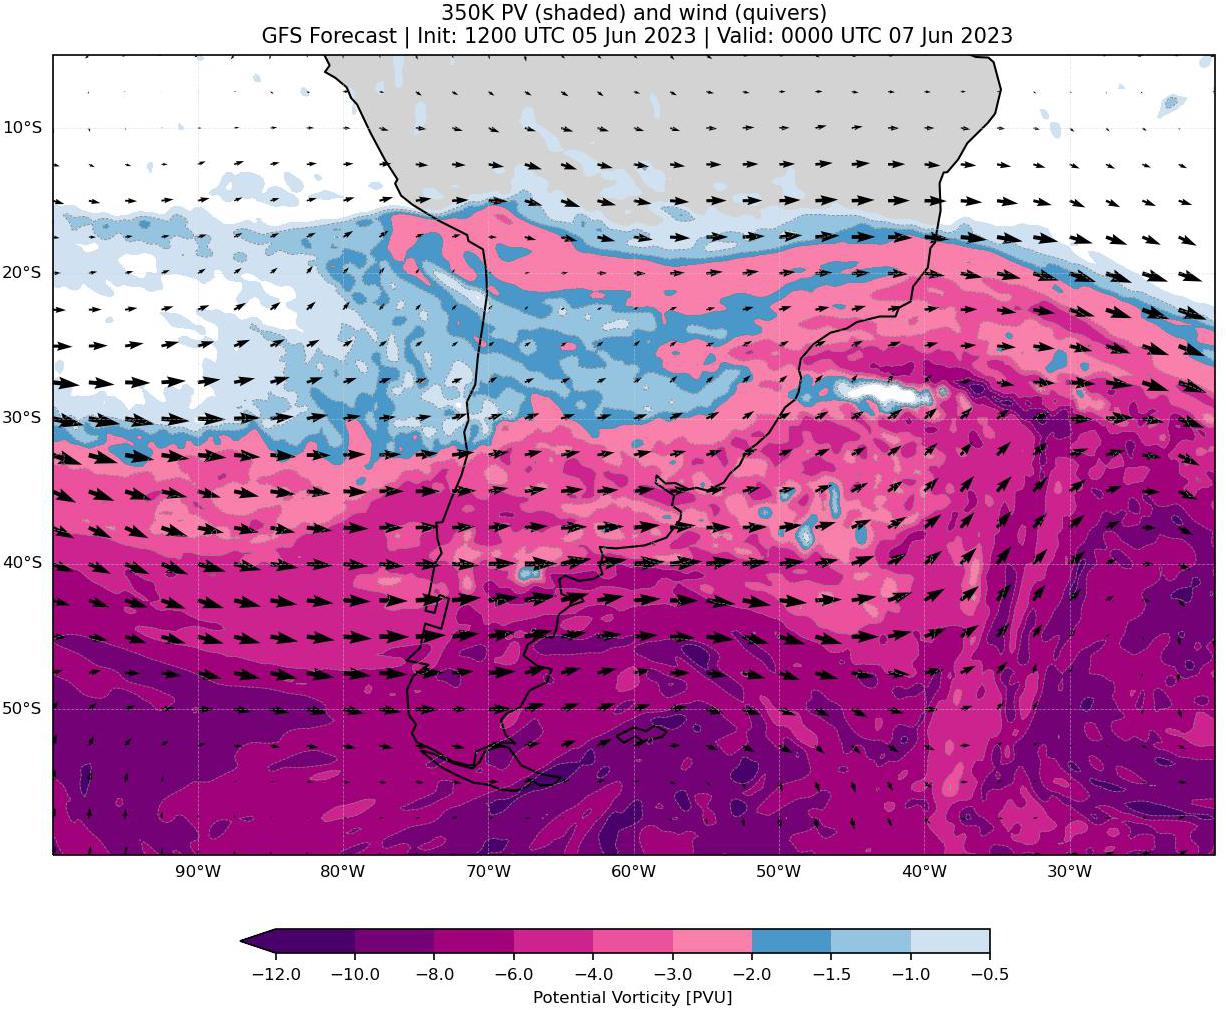 350K PV (shaded) and wind (quivers)
GFS Forecast | Init: 1200 UTC 05 Jun 2023 | Valid: 0000 UTC 07 Jun 2023
10°S
20°S
30°S
40°S
50°S
90°W 80°W 70°W 60°W 50°W 40°W 30°W
−12.0 −10.0 −8.0 −6.0 −4.0 −3.0 −2.0 −1.5 −1.0 −0.5
Potential Vorticity [PVU]